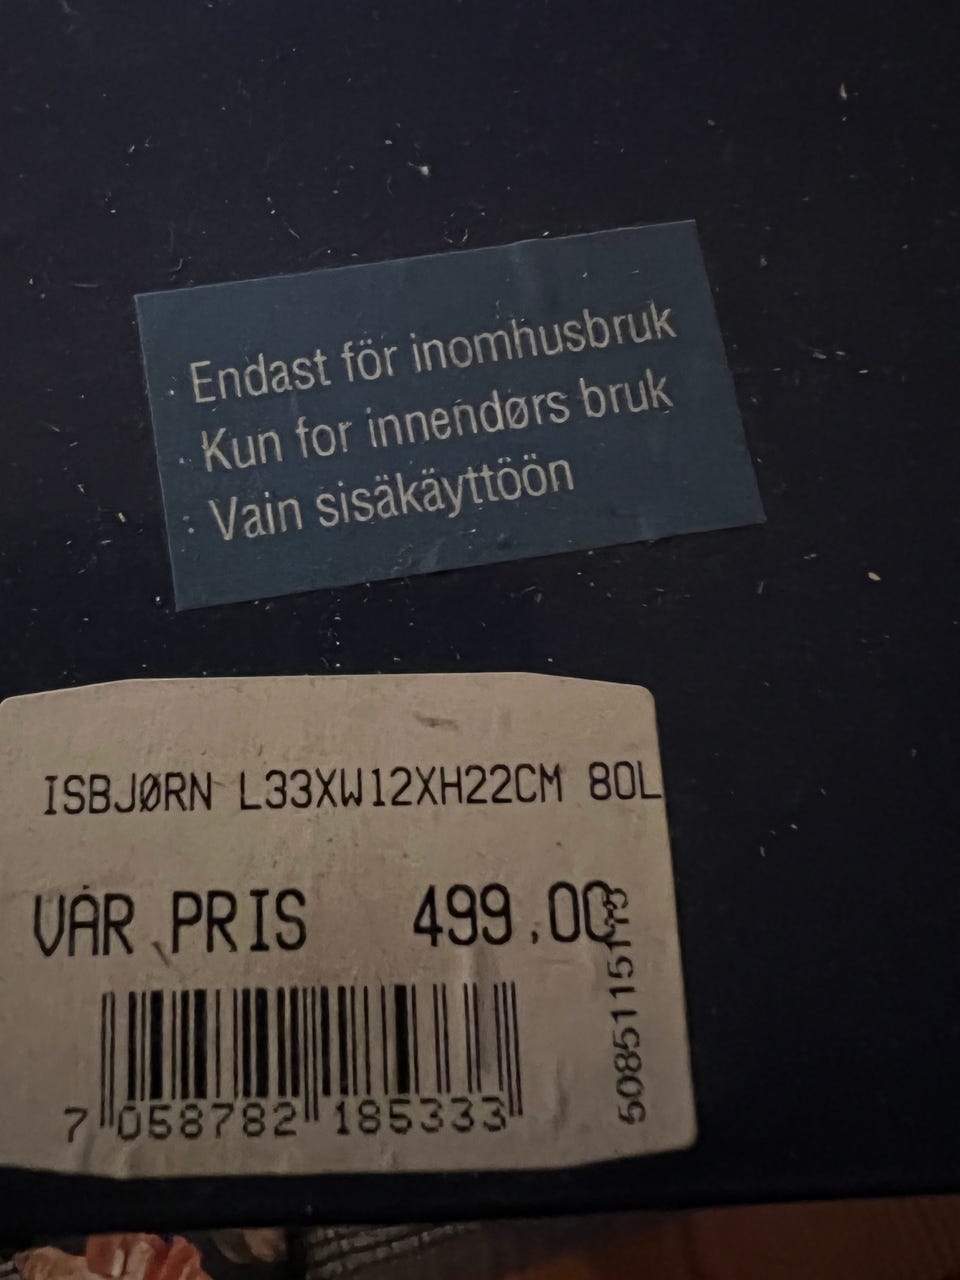 Endast för inomhusbruk
Kun for innendørs bruk
Vain sisäkäyttöön
ISBJØRN L33XW12XH22CM 80L
VÅR PRIS 499.00
7 058782 185333